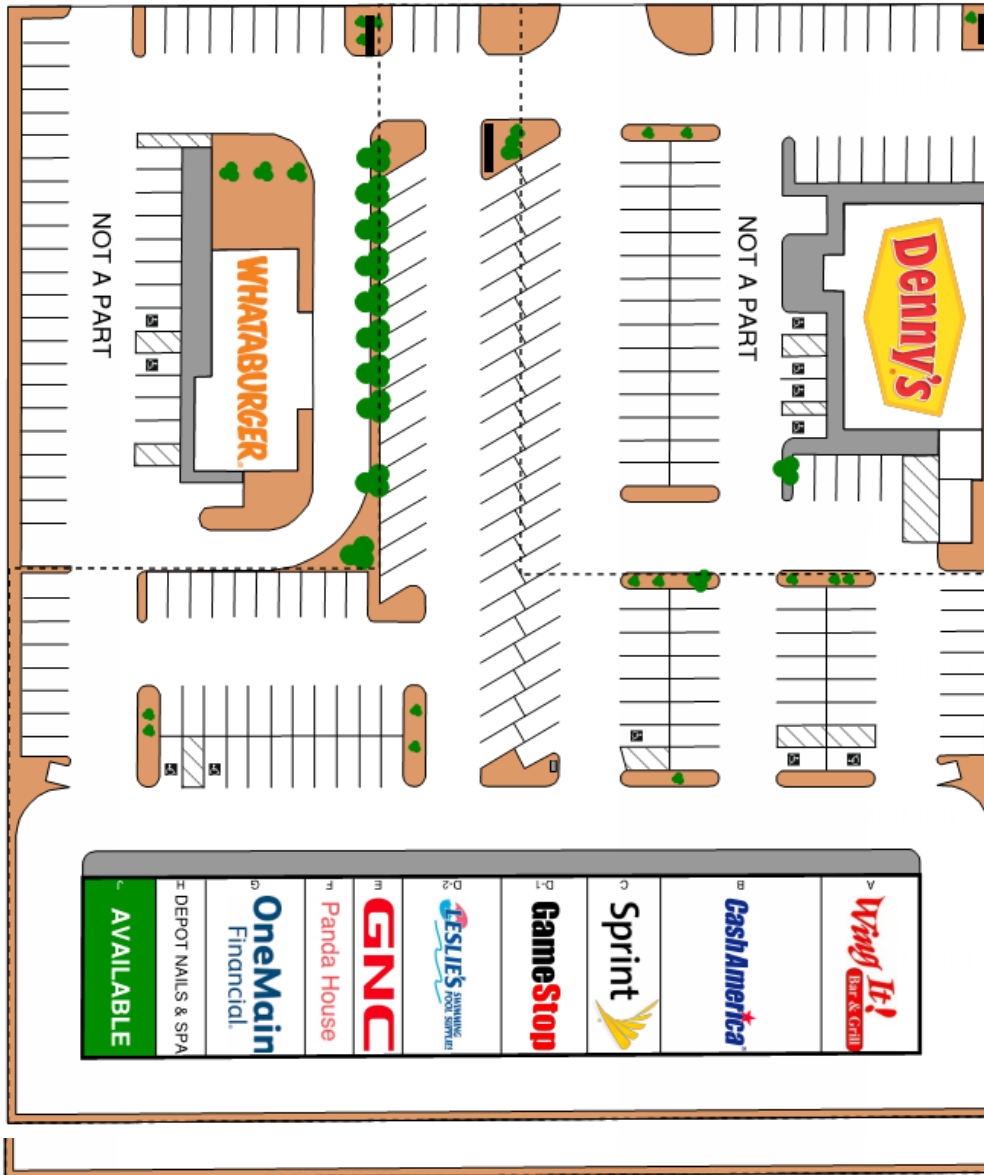 NOT A PART
WHATABURGER
NOT A PART
Denny's
J
AVAILABLE
H
DEPOT NAILS & SPA
G
OneMain
Financial.
F
Panda House
E
GNC
D-2
LESLIE'S
SWIMMING
POOL SUPPLIES
D-1
GameStop
C
Sprint
B
CashAmerica
A
Wing It!
Bar & Grill